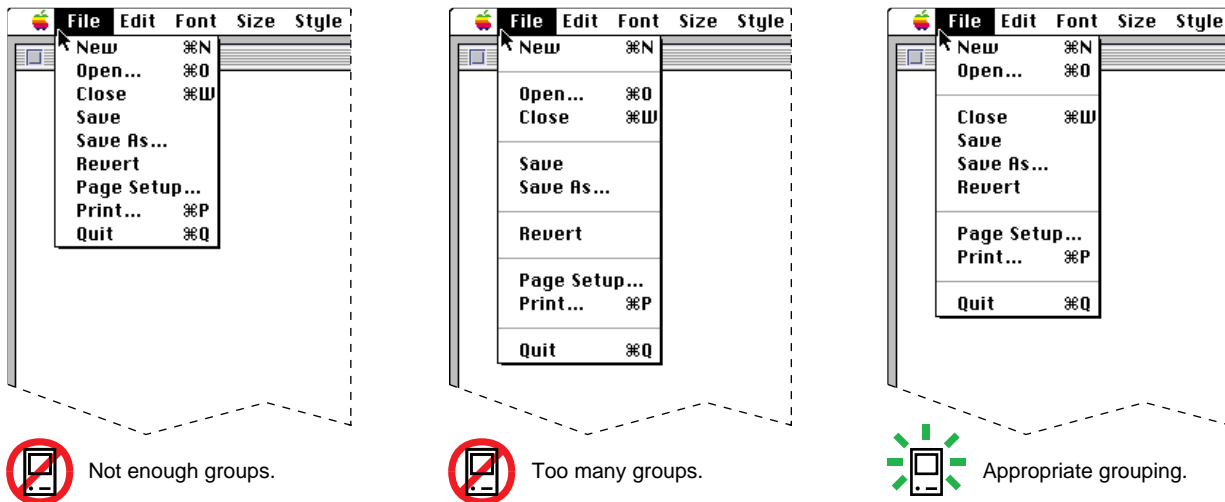 File Edit Font Size Style
New ⌘N
Open... ⌘O
Close ⌘W
Save
Save As...
Revert
Page Setup...
Print... ⌘P
Quit ⌘Q
Not enough groups.
File Edit Font Size Style
New ⌘N
Open... ⌘O
Close ⌘W
Save
Save As...
Revert
Page Setup...
Print... ⌘P
Quit ⌘Q
Too many groups.
File Edit Font Size Style
New ⌘N
Open... ⌘O
Close ⌘W
Save
Save As...
Revert
Page Setup...
Print... ⌘P
Quit ⌘Q
Appropriate grouping.